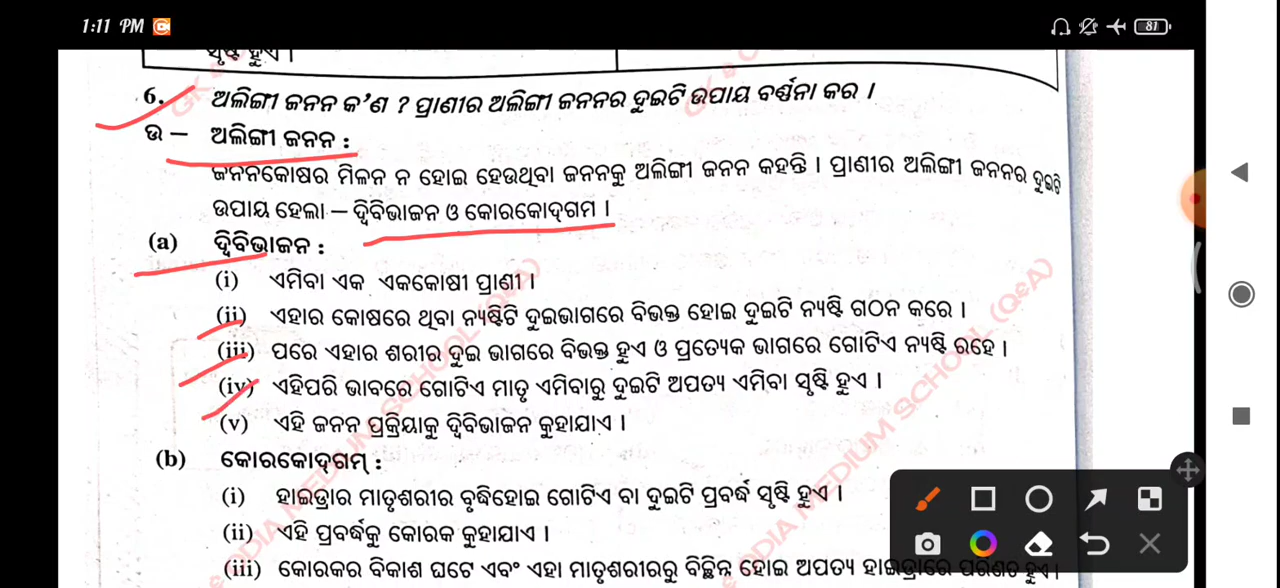 1:11 PM
81
ସୃଷ୍ଟି ହୁଏ ।
6. ଅଲିଙ୍ଗୀ ଜନନ କ'ଣ ? ପ୍ରାଣୀର ଅଲିଙ୍ଗୀ ଜନନର ଦୁଇଟି ଉପାୟ ବର୍ଣ୍ଣନା କର ।
ଉ – ଅଲିଙ୍ଗୀ ଜନନ :
ଜନନକୋଷର ମିଳନ ନ ହୋଇ ହେଉଥିବା ଜନନକୁ ଅଲିଙ୍ଗୀ ଜନନ କହନ୍ତି । ପ୍ରାଣୀର ଅଲିଙ୍ଗୀ ଜନନର ଦୁଇଟି
ଉପାୟ ହେଲା – ଦ୍ୱିବିଭାଜନ ଓ କୋରକୋଦ୍‌ଗମ ।
(a) ଦ୍ୱିବିଭାଜନ :
(i) ଏମିବା ଏକ ଏକକୋଷୀ ପ୍ରାଣୀ ।
(ii) ଏହାର କୋଷରେ ଥିବା ନ୍ୟଷ୍ଟିଟି ଦୁଇଭାଗରେ ବିଭକ୍ତ ହୋଇ ଦୁଇଟି ନ୍ୟଷ୍ଟି ଗଠନ କରେ ।
(iii) ପରେ ଏହାର ଶରୀର ଦୁଇ ଭାଗରେ ବିଭକ୍ତ ହୁଏ ଓ ପ୍ରତ୍ୟେକ ଭାଗରେ ଗୋଟିଏ ନ୍ୟଷ୍ଟି ରହେ ।
(iv) ଏହିପରି ଭାବରେ ଗୋଟିଏ ମାତୃ ଏମିବାରୁ ଦୁଇଟି ଅପତ୍ୟ ଏମିବା ସୃଷ୍ଟି ହୁଏ ।
(v) ଏହି ଜନନ ପ୍ରକ୍ରିୟାକୁ ଦ୍ୱିବିଭାଜନ କୁହାଯାଏ ।
(b) କୋରକୋଦ୍‌ଗମ୍ :
(i) ହାଇଡ୍ରାର ମାତୃଶରୀର ବୃଦ୍ଧିହୋଇ ଗୋଟିଏ ବା ଦୁଇଟି ପ୍ରବର୍ଦ୍ଧ ସୃଷ୍ଟି ହୁଏ ।
(ii) ଏହି ପ୍ରବର୍ଦ୍ଧକୁ କୋରକ କୁହାଯାଏ ।
(iii) କୋରକର ବିକାଶ ଘଟେ ଏବଂ ଏହା ମାତୃଶରୀରରୁ ବିଚ୍ଛିନ୍ନ ହୋଇ ଅପତ୍ୟ ହାଇଡ୍ରାରେ ପରିଣତ ହୁଏ ।